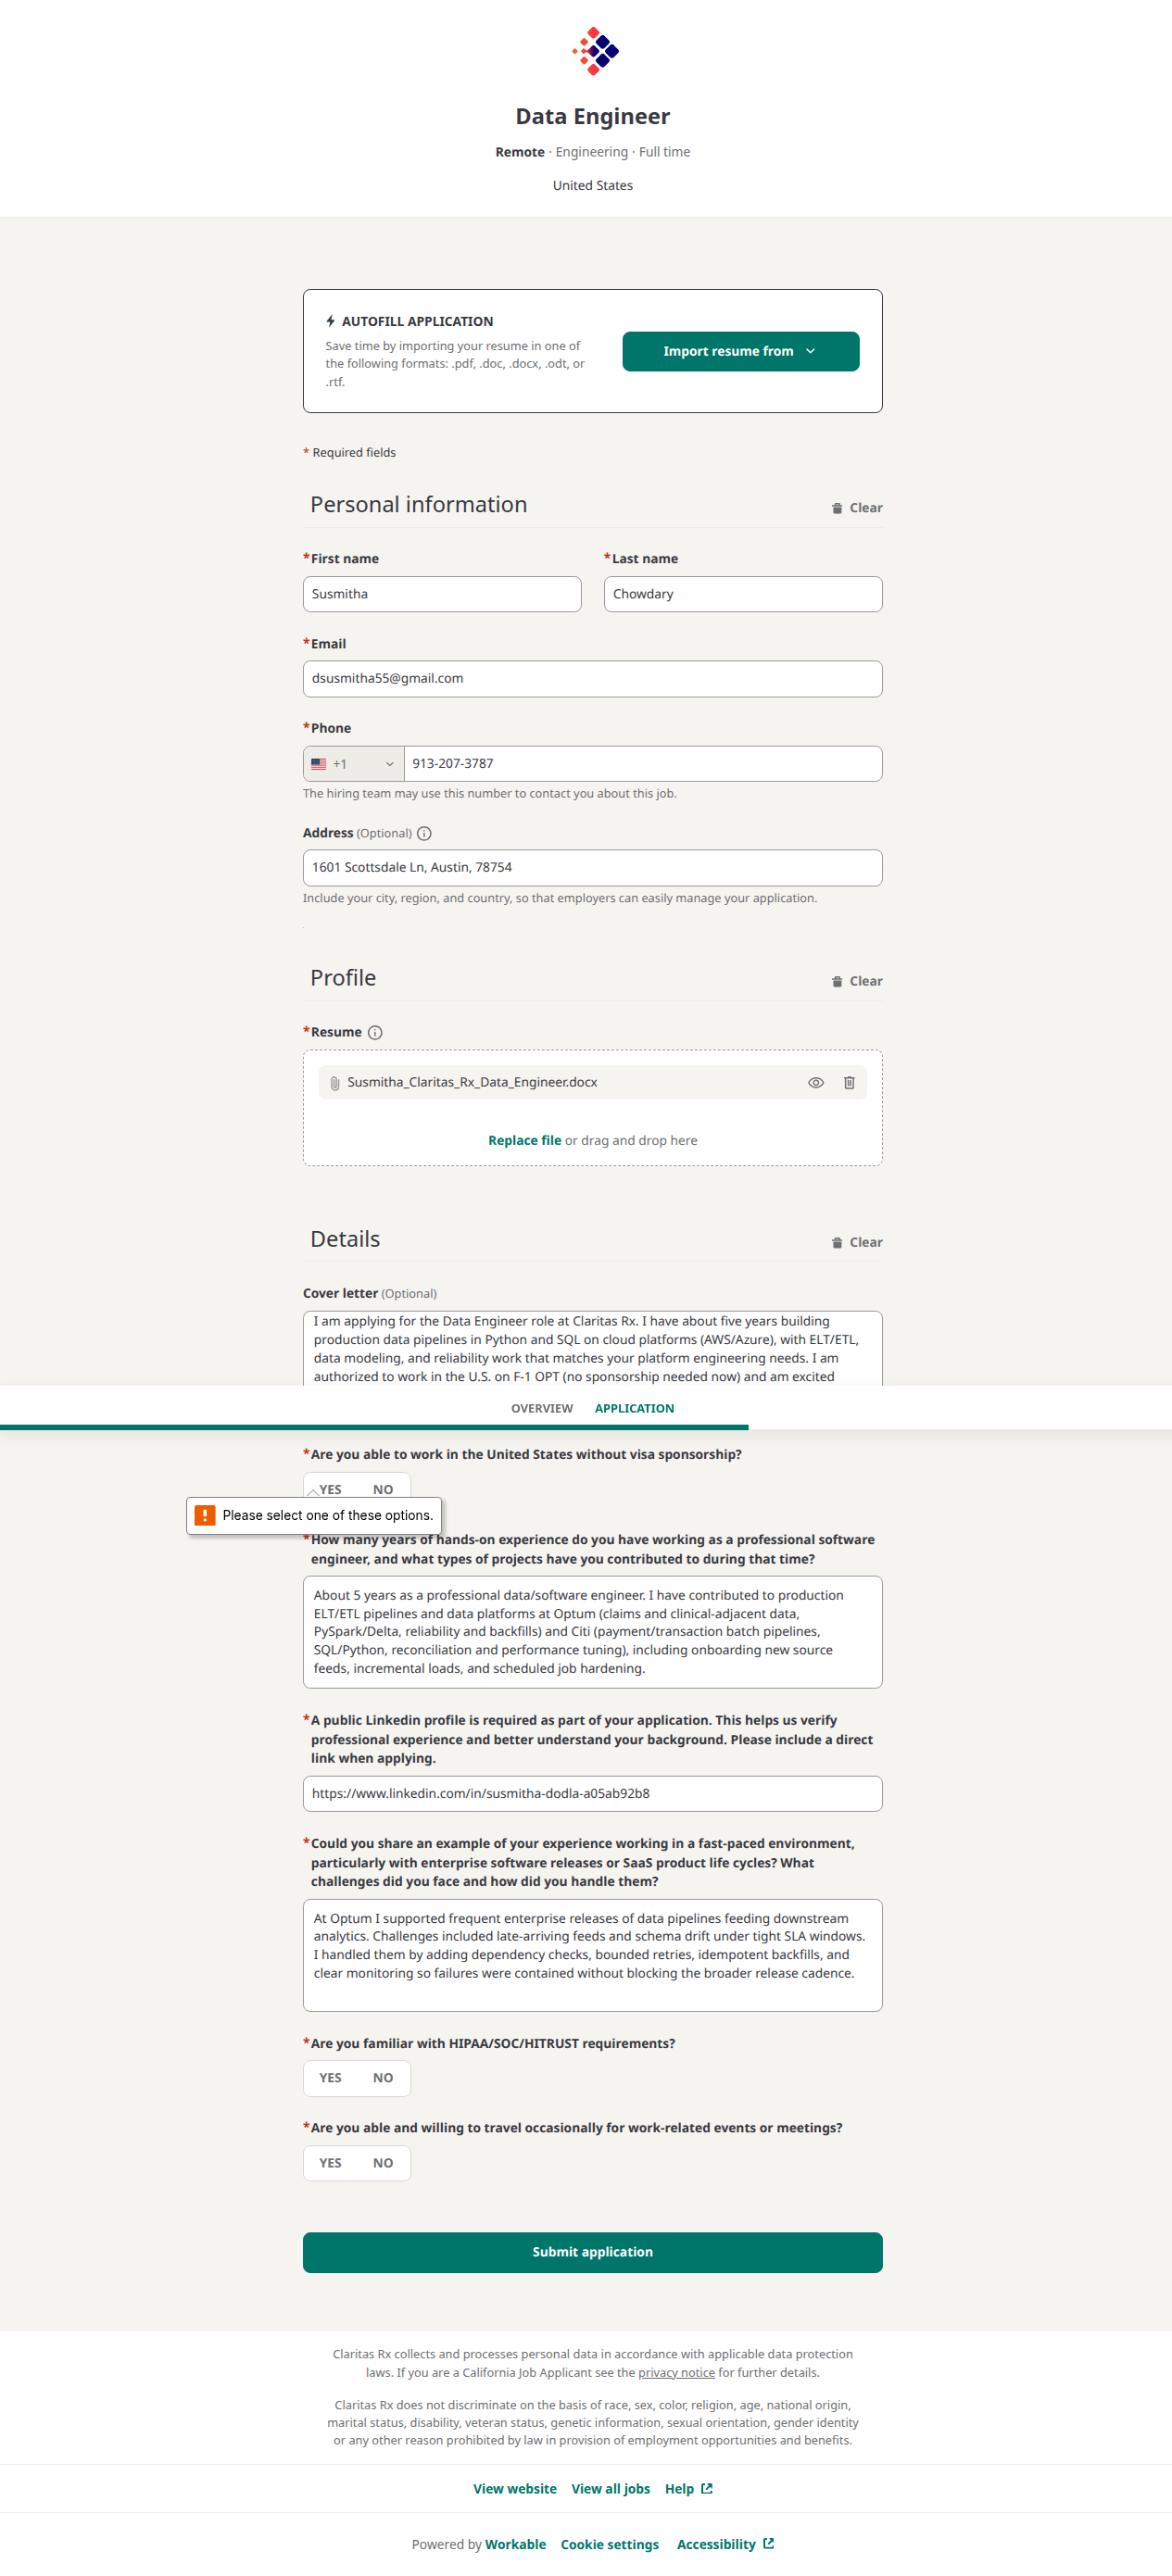 Data Engineer
Remote · Engineering · Full time
United States
AUTOFILL APPLICATION
Save time by importing your resume in one of
the following formats: .pdf, .doc, .docx, .odt, or
.rtf.
Import resume from
* Required fields
Personal information
Clear
*First name
*Last name
Susmitha
Chowdary
*Email
dsusmitha55@gmail.com
*Phone
+1
913-207-3787
The hiring team may use this number to contact you about this job.
Address (Optional)
1601 Scottsdale Ln, Austin, 78754
Include your city, region, and country, so that employers can easily manage your application.
Profile
Clear
*Resume
Susmitha_Claritas_Rx_Data_Engineer.docx
Replace file or drag and drop here
Details
Clear
Cover letter (Optional)
I am applying for the Data Engineer role at Claritas Rx. I have about five years building
production data pipelines in Python and SQL on cloud platforms (AWS/Azure), with ELT/ETL,
data modeling, and reliability work that matches your platform engineering needs. I am
authorized to work in the U.S. on F-1 OPT (no sponsorship needed now) and am excited
OVERVIEW APPLICATION
*Are you able to work in the United States without visa sponsorship?
YES NO
Please select one of these options.
*How many years of hands-on experience do you have working as a professional software
engineer, and what types of projects have you contributed to during that time?
About 5 years as a professional data/software engineer. I have contributed to production
ELT/ETL pipelines and data platforms at Optum (claims and clinical-adjacent data,
PySpark/Delta, reliability and backfills) and Citi (payment/transaction batch pipelines,
SQL/Python, reconciliation and performance tuning), including onboarding new source
feeds, incremental loads, and scheduled job hardening.
*A public Linkedin profile is required as part of your application. This helps us verify
professional experience and better understand your background. Please include a direct
link when applying.
https://www.linkedin.com/in/susmitha-dodla-a05ab92b8
*Could you share an example of your experience working in a fast-paced environment,
particularly with enterprise software releases or SaaS product life cycles? What
challenges did you face and how did you handle them?
At Optum I supported frequent enterprise releases of data pipelines feeding downstream
analytics. Challenges included late-arriving feeds and schema drift under tight SLA windows.
I handled them by adding dependency checks, bounded retries, idempotent backfills, and
clear monitoring so failures were contained without blocking the broader release cadence.
*Are you familiar with HIPAA/SOC/HITRUST requirements?
YES NO
*Are you able and willing to travel occasionally for work-related events or meetings?
YES NO
Submit application
Claritas Rx collects and processes personal data in accordance with applicable data protection
laws. If you are a California Job Applicant see the privacy notice for further details.
Claritas Rx does not discriminate on the basis of race, sex, color, religion, age, national origin,
marital status, disability, veteran status, genetic information, sexual orientation, gender identity
or any other reason prohibited by law in provision of employment opportunities and benefits.
View website View all jobs Help
Powered by Workable Cookie settings Accessibility